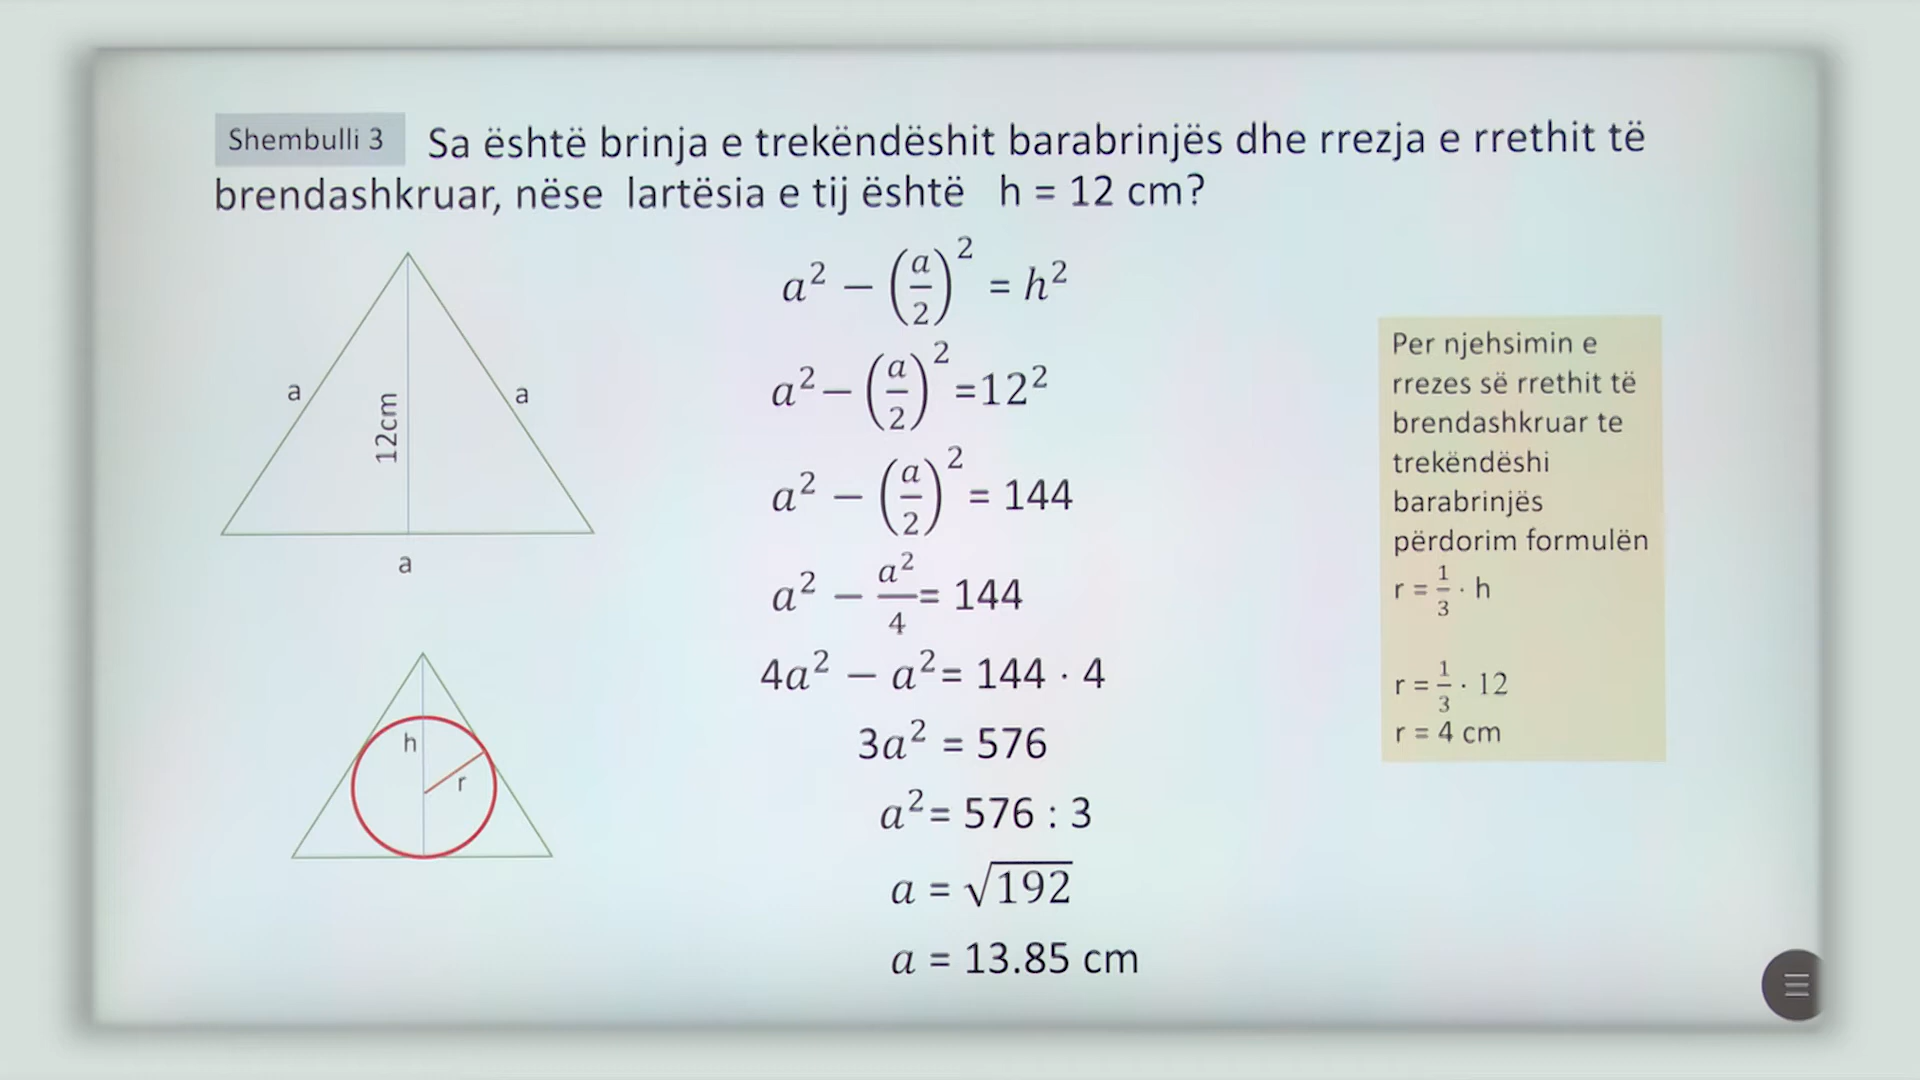 Shembulli 3 Sa është brinja e trekëndëshit barabrinjës dhe rrezja e rrethit të
brendashkruar, nëse lartësia e tij është h = 12 cm?
a
12cm
a
a
h
r
a² − (a/2)² = h²
a² − (a/2)² =12²
a² − (a/2)² = 144
a² − a²/4 = 144
4a² − a² = 144 · 4
3a² = 576
a² = 576 : 3
a = √192
a = 13.85 cm
Per njehsimin e
rrezes së rrethit të
brendashkruar te
trekëndëshi
barabrinjës
përdorim formulën
r = 1/3 · h
r = 1/3 · 12
r = 4 cm